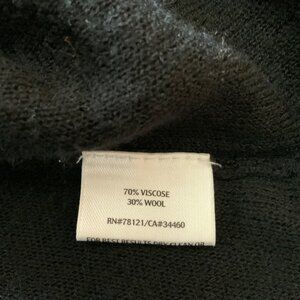 70% VISCOSE
30% WOOL
RN#78121/CA#34460
FOR BEST RESULTS DRY CLEAN OR